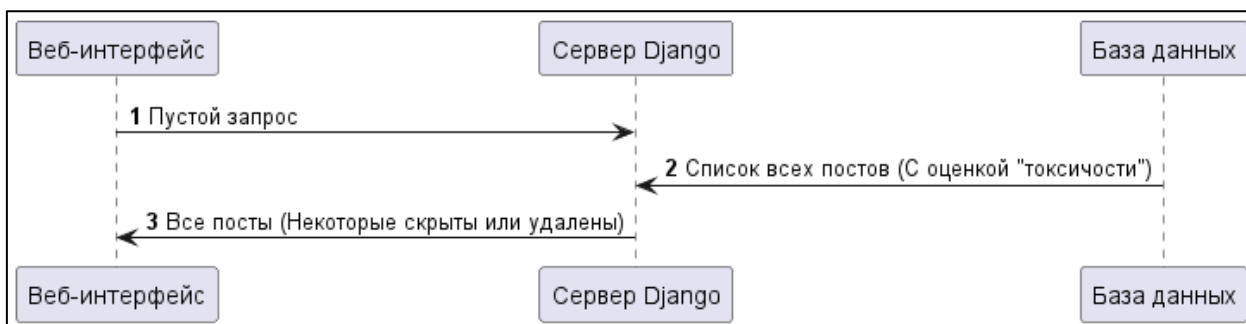 Веб-интерфейс
Сервер Django
База данных
1 Пустой запрос
2 Список всех постов (С оценкой "токсичости")
3 Все посты (Некоторые скрыты или удалены)
Веб-интерфейс
Сервер Django
База данных